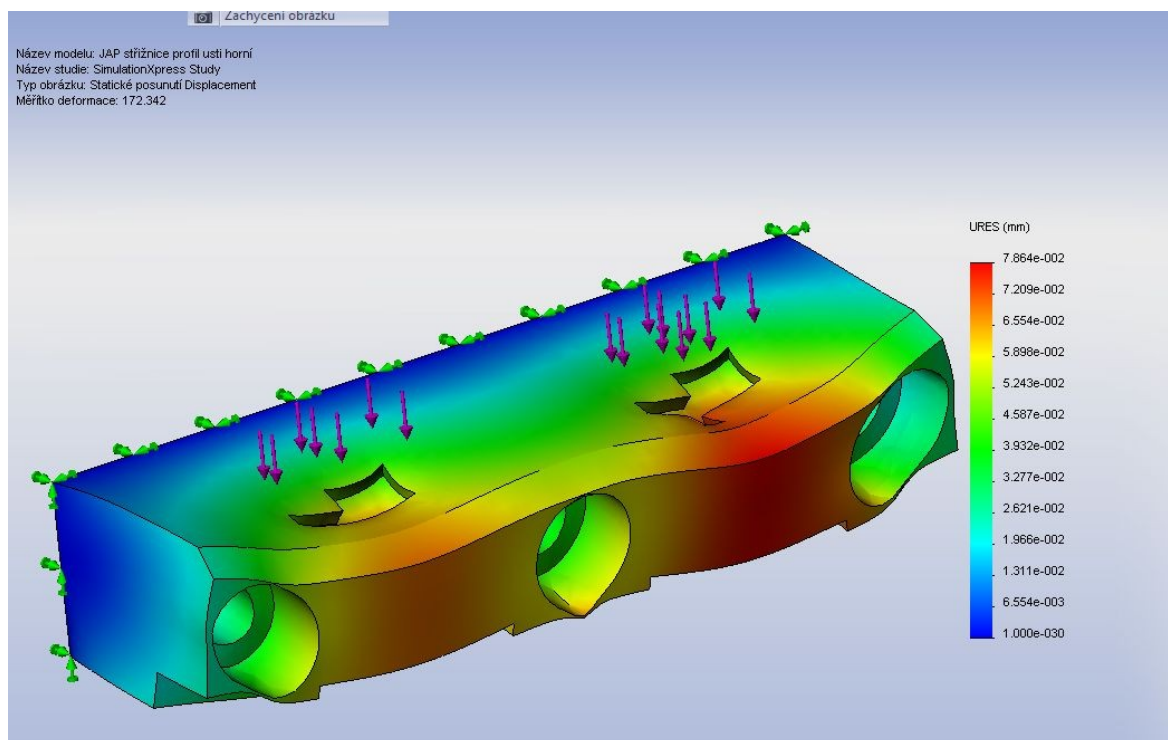 Zachycení obrázku
Název modelu: JAP střižnice profil usti horní
Název studie: SimulationXpress Study
Typ obrázku: Statické posunutí Displacement
Měřítko deformace: 172.342
URES (mm)
7.864e-002
7.209e-002
6.554e-002
5.898e-002
5.243e-002
4.587e-002
3.932e-002
3.277e-002
2.621e-002
1.966e-002
1.311e-002
6.554e-003
1.000e-030